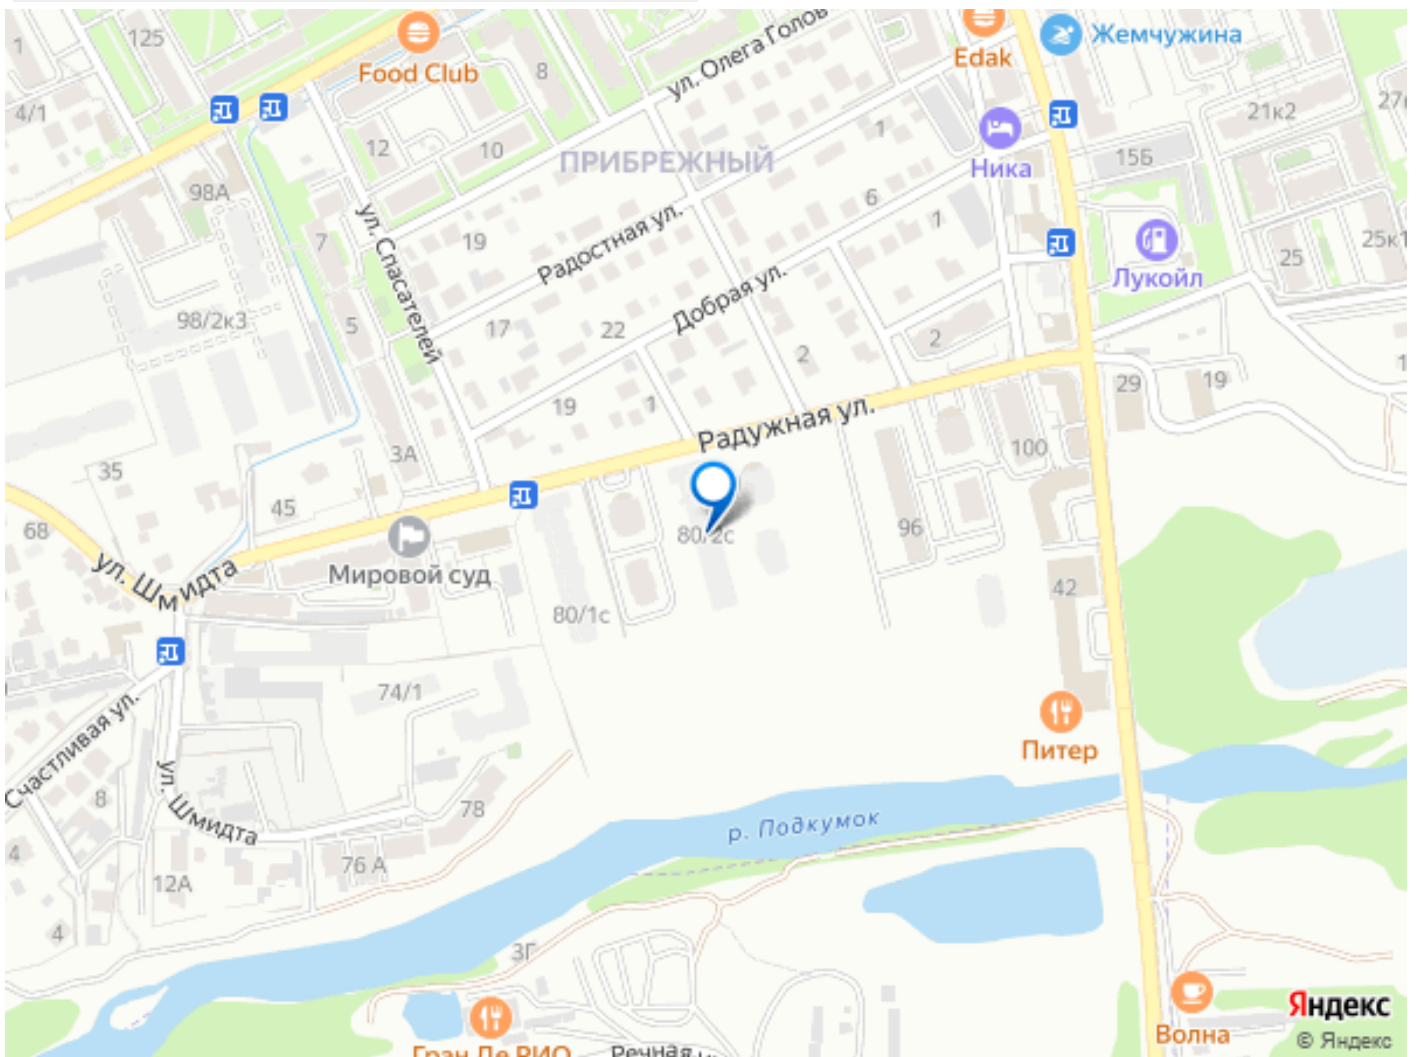 1
125
Food Club
8
ул. Олега Голов
Edak
Жемчужина
4/1
12
10
ПРИБРЕЖНЫЙ
1
Ника
15Б
21к2
98А
7
ул. Спасателей
19
Радостная ул.
6
1
Лукойл
25
98/2к3
5
17
22
Добрая ул.
2
2
3А
19
1
Радужная ул.
29
19
100
35
45
68
96
80/2с
ул. Шмидта
Мировой суд
80/1с
42
74/1
Питер
Счастливая ул.
8
ул. Шмидта
78
р. Подкумок
4
12А
76 А
4
3Г
Гран Де РИО
Речная
Волна
Яндекс
© Яндекс